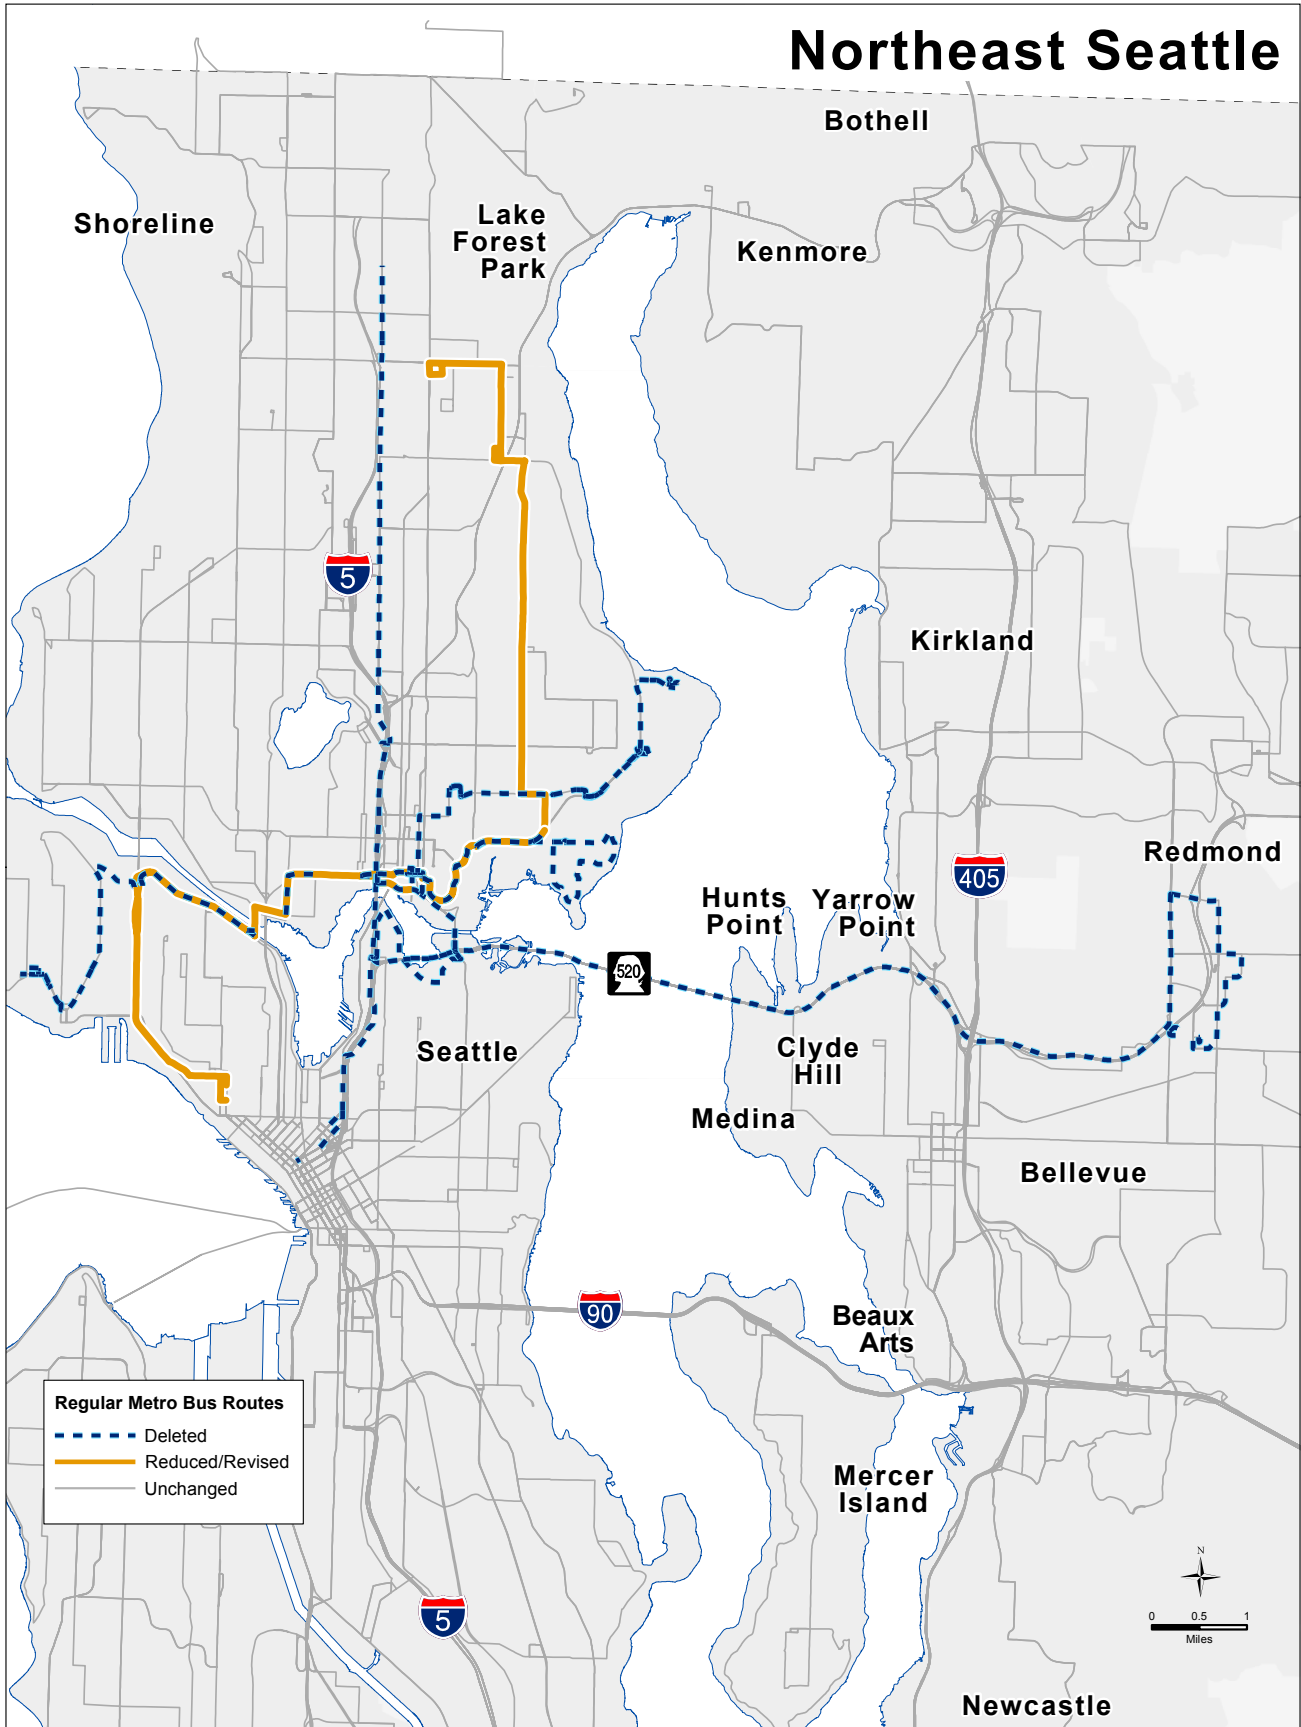 Northeast Seattle
Bothell
Shoreline
Lake
Forest
Park
Kenmore
5
Kirkland
Redmond
405
Hunts
Point
Yarrow
Point
520
Seattle
Clyde
Hill
Medina
Bellevue
90
Beaux
Arts
Regular Metro Bus Routes
Deleted
Reduced/Revised
Unchanged
Mercer
Island
N
0 0.5 1
Miles
5
Newcastle